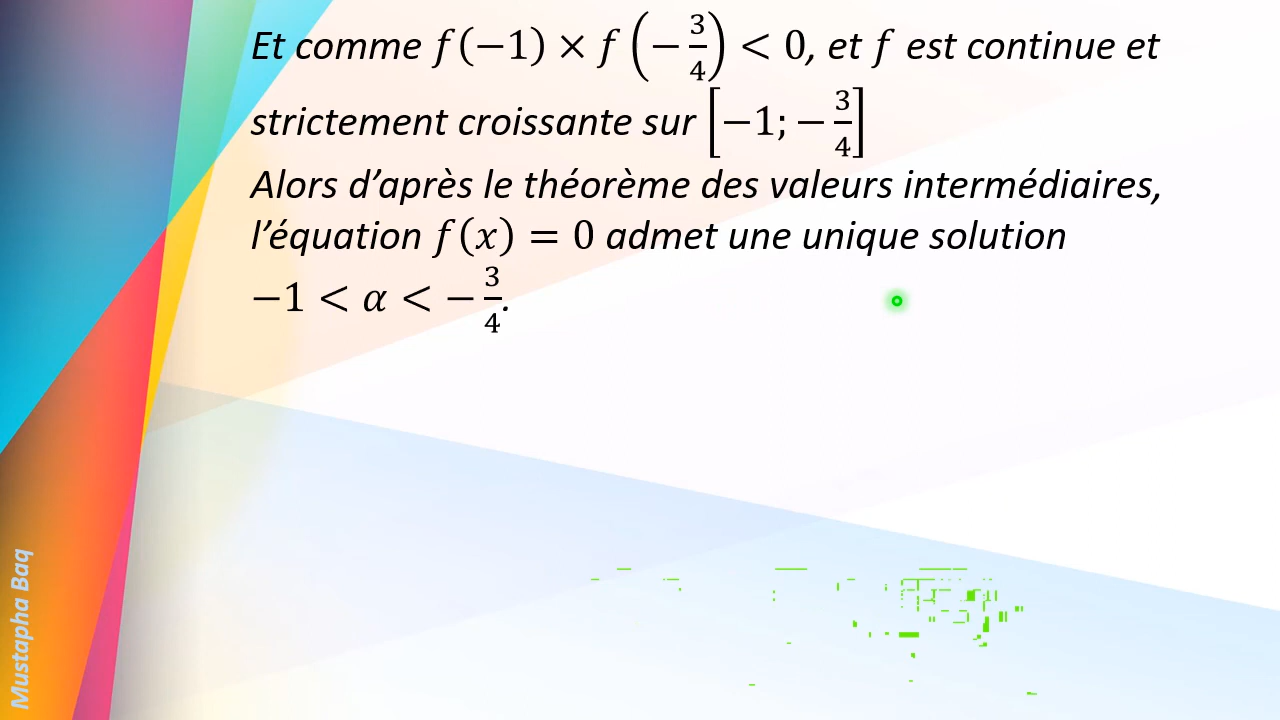 Et comme f(−1) × f(−3/4) < 0, et f est continue et
strictement croissante sur [−1; −3/4]
Alors d’après le théorème des valeurs intermédiaires,
l’équation f(x) = 0 admet une unique solution
−1 < α < −3/4.
Mustapha Baq